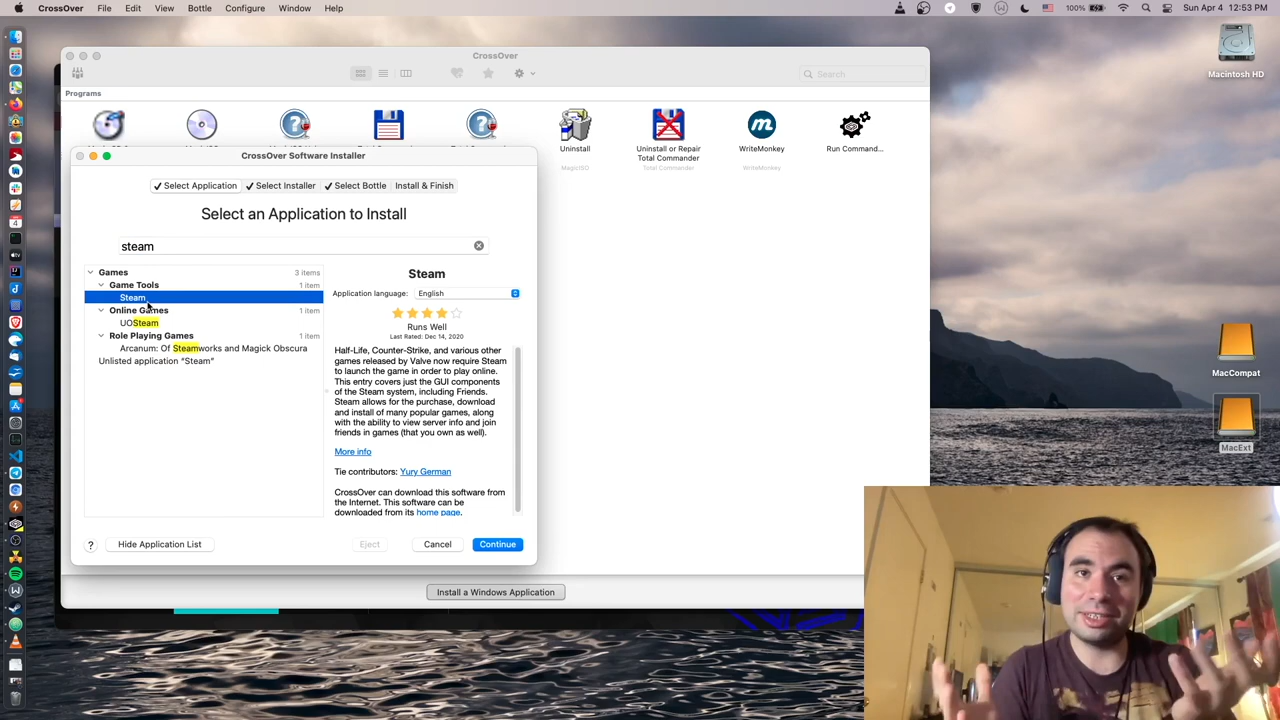 CrossOver File Edit View Bottle Configure Window Help 100% Sun Apr 4 12:53 PM
CrossOver
Search
Programs
Uninstall
MagicISO
Uninstall or Repair
Total Commander
Total Commander
WriteMonkey
WriteMonkey
Run Command...
Macintosh HD
MacCompat
MacExt
CrossOver Software Installer
✓ Select Application ✓ Select Installer ✓ Select Bottle Install & Finish
Select an Application to Install
steam
Games 3 items
Game Tools 1 item
Steam
Online Games 1 item
UOSteam
Role Playing Games 1 item
Arcanum: Of Steamworks and Magick Obscura
Unlisted application "Steam"
Steam
Application language: English
Runs Well
Last Rated: Dec 14, 2020
Half-Life, Counter-Strike, and various other
games released by Valve now require Steam
to launch the game in order to play online.
This entry covers just the GUI components
of the Steam system, including Friends.
Steam allows for the purchase, download
and install of many popular games, along
with the ability to view server info and join
friends in games (that you own as well).
More info
Tie contributors: Yury German
CrossOver can download this software from
the Internet. This software can be
downloaded from its home page.
? Hide Application List Eject Cancel Continue
Install a Windows Application